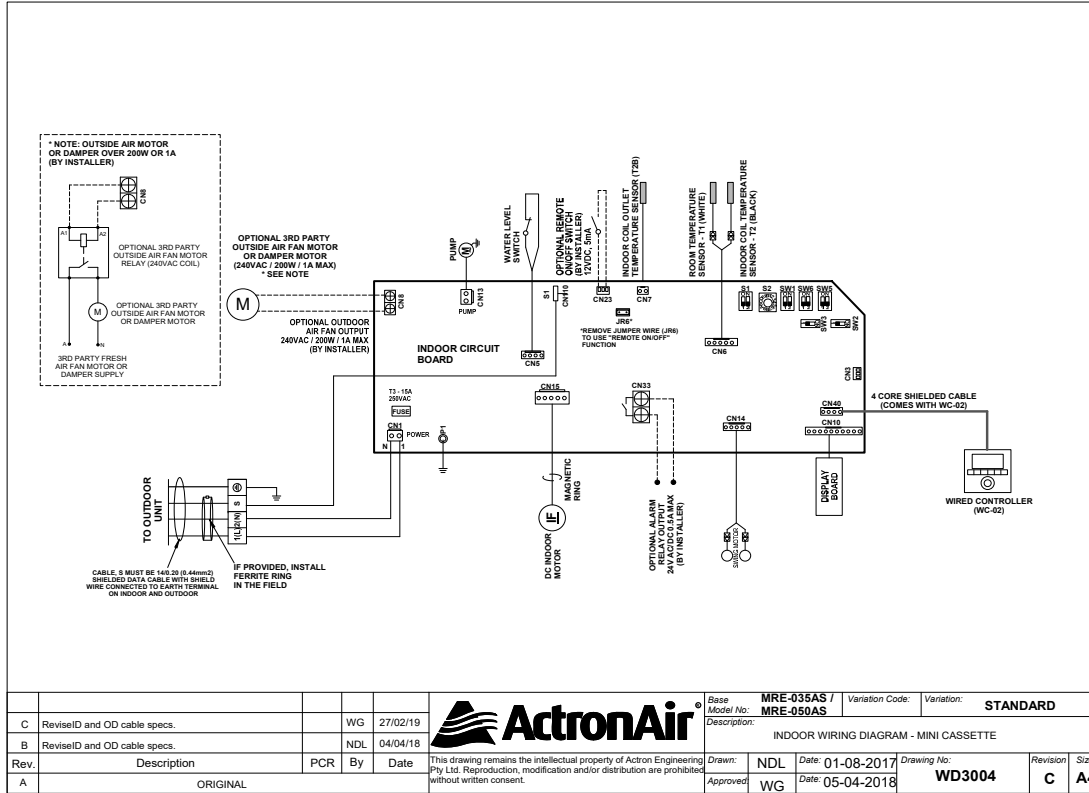 * NOTE: OUTSIDE AIR MOTOR
OR DAMPER OVER 200W OR 1A
(BY INSTALLER)
CN8
A1
A2
OPTIONAL 3RD PARTY
OUTSIDE AIR FAN MOTOR
RELAY (240VAC COIL)
M
OPTIONAL 3RD PARTY
OUTSIDE AIR FAN MOTOR
OR DAMPER MOTOR
A
N
3RD PARTY FRESH
AIR FAN MOTOR OR
DAMPER SUPPLY
OPTIONAL 3RD PARTY
OUTSIDE AIR FAN MOTOR
OR DAMPER MOTOR
(240VAC / 200W / 1A MAX)
* SEE NOTE
M
CN8
OPTIONAL OUTDOOR
AIR FAN OUTPUT
240VAC / 200W / 1A MAX
(BY INSTALLER)
PUMP
M
CN13
PUMP
WATER LEVEL
SWITCH
CN5
S1
CN110
OPTIONAL REMOTE
ON/OFF SWITCH
(BY INSTALLER)
12VDC, 5mA
CN23
INDOOR COIL OUTLET
TEMPERATURE SENSOR (T2B)
CN7
JR6*
*REMOVE JUMPER WIRE (JR6)
TO USE "REMOTE ON/OFF"
FUNCTION
ROOM TEMPERATURE
SENSOR - T1 (WHITE)
INDOOR COIL TEMPERATURE
SENSOR - T2 (BLACK)
CN6
S1
S2
SW1
SW6
SW5
SW3
SW2
INDOOR CIRCUIT
BOARD
CN3
T3 - 15A
250VAC
FUSE
CN1
POWER
N
1
P1
CN15
CN33
CN14
CN40
CN10
4 CORE SHIELDED CABLE
(COMES WITH WC-02)
WIRED CONTROLLER
(WC-02)
DISPLAY
BOARD
MAGNETIC
RING
IF
DC INDOOR
MOTOR
OPTIONAL ALARM
RELAY OUTPUT
24V AC/DC 0.5A MAX
(BY INSTALLER)
SWING MOTOR
TO OUTDOOR
UNIT
S
2(N)
1(L)
CABLE, S MUST BE 14/0.20 (0.44mm2)
SHIELDED DATA CABLE WITH SHIELD
WIRE CONNECTED TO EARTH TERMINAL
ON INDOOR AND OUTDOOR
IF PROVIDED, INSTALL
FERRITE RING
IN THE FIELD
C ReviseID and OD cable specs. WG 27/02/19
B ReviseID and OD cable specs. NDL 04/04/18
Rev. Description PCR By Date
A ORIGINAL
ActronAir®
This drawing remains the intellectual property of Actron Engineering
Pty Ltd. Reproduction, modification and/or distribution are prohibited
without written consent.
Base
Model No:
MRE-035AS /
MRE-050AS
Variation Code:
Variation:
STANDARD
Description:
INDOOR WIRING DIAGRAM - MINI CASSETTE
Drawn: NDL Date: 01-08-2017
Approved: WG Date: 05-04-2018
Drawing No:
WD3004
Revision
C
Siz
A4